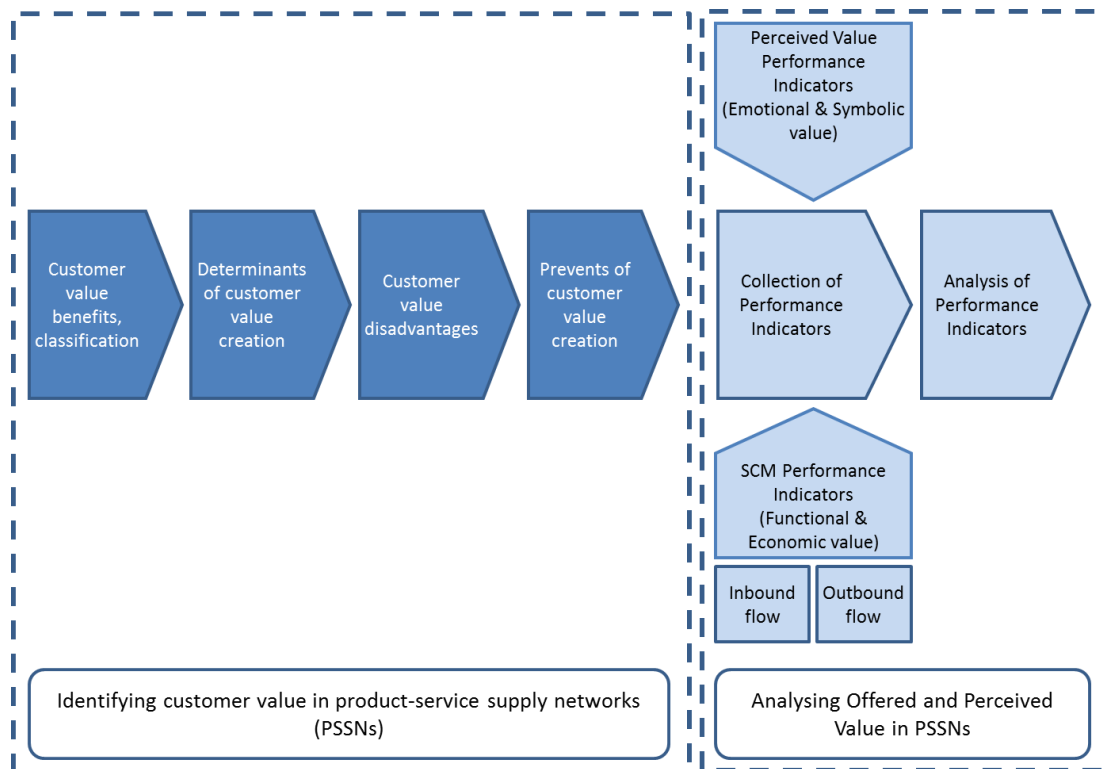 Customer
value
benefits,
classification
Determinants
of customer
value
creation
Customer
value
disadvantages
Prevents of
customer
value
creation
Identifying customer value in product-service supply networks
(PSSNs)
Perceived Value
Performance
Indicators
(Emotional & Symbolic
value)
Collection of
Performance
Indicators
Analysis of
Performance
Indicators
SCM Performance
Indicators
(Functional &
Economic value)
Inbound
flow
Outbound
flow
Analysing Offered and Perceived
Value in PSSNs